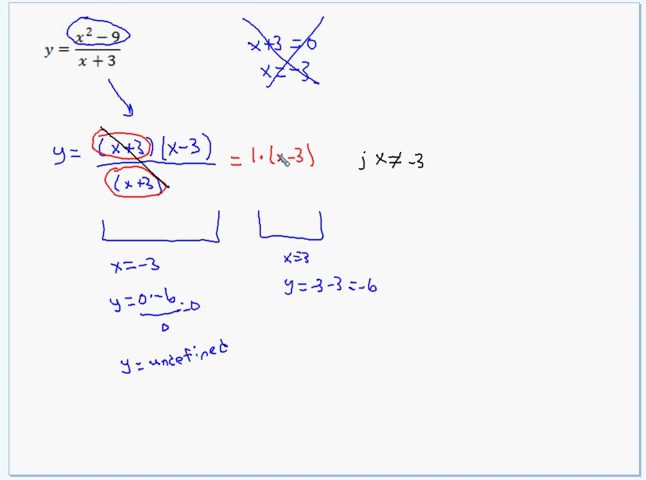 y = (x² − 9)/(x + 3)
x+3 = 0
x = -3
y = (x+3)(x-3)/(x+3) = 1·(x-3) ; x ≠ -3
x = -3
x=3
y = 0·-6/0
y = -3-3 = -6
y = undefined